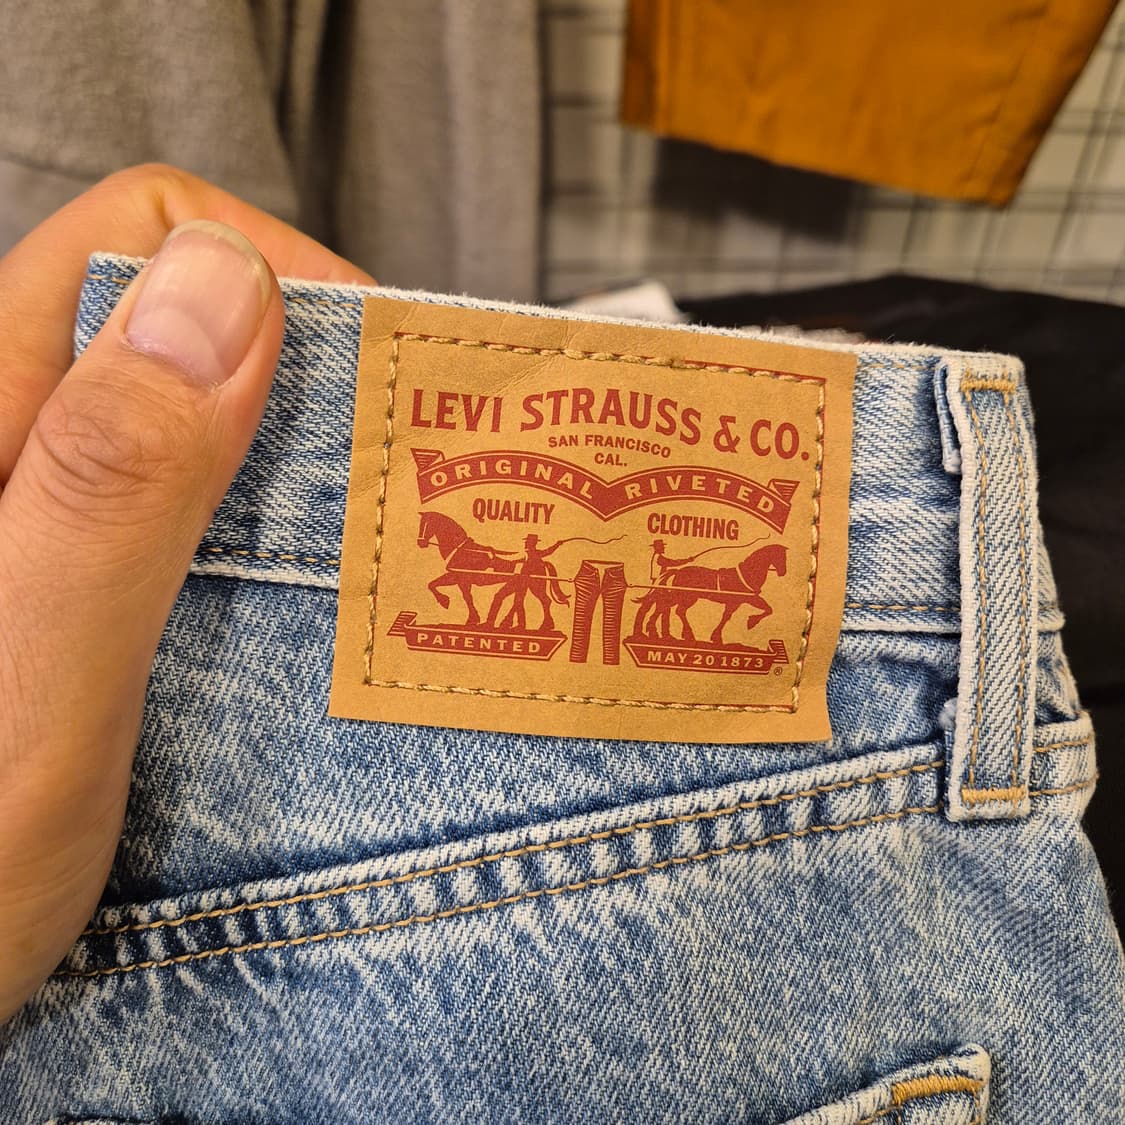 LEVI STRAUSS & CO.
SAN FRANCISCO
CAL.
ORIGINAL RIVETED
QUALITY CLOTHING
PATENTED
MAY 20 1873 ®